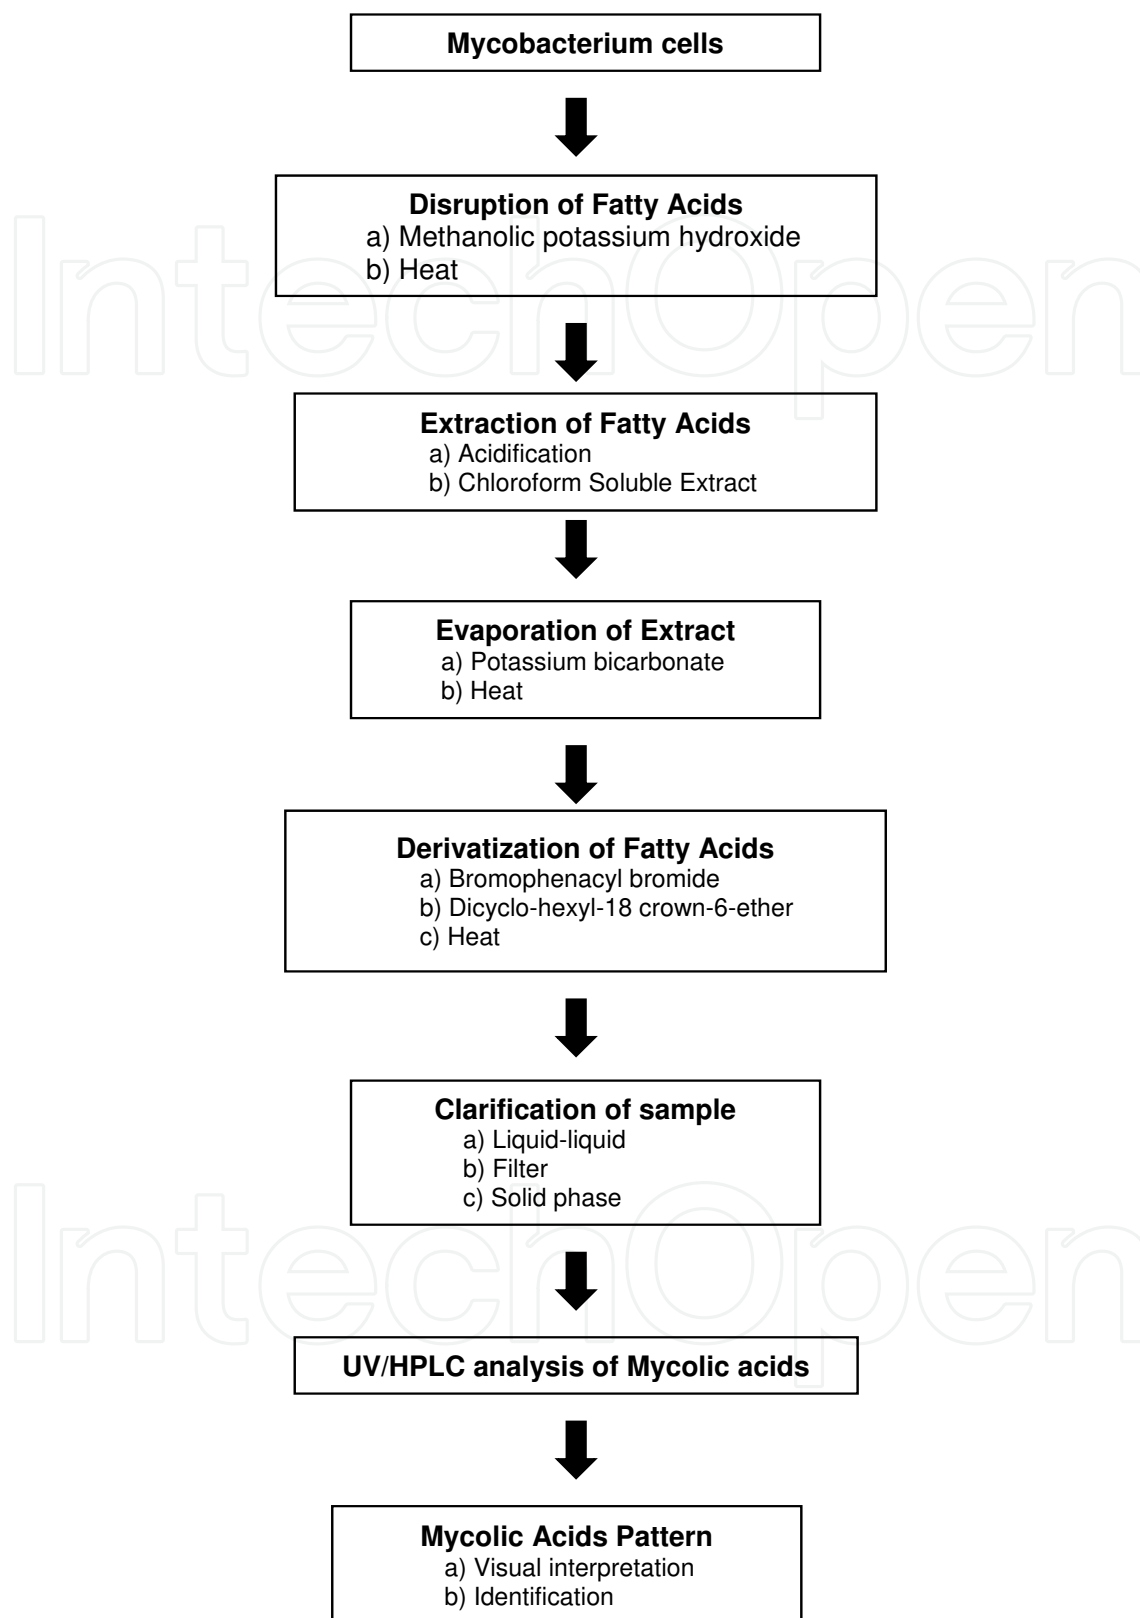 Mycobacterium cells
Disruption of Fatty Acids
a) Methanolic potassium hydroxide
b) Heat
IntechOpen
Extraction of Fatty Acids
a) Acidification
b) Chloroform Soluble Extract
Evaporation of Extract
a) Potassium bicarbonate
b) Heat
Derivatization of Fatty Acids
a) Bromophenacyl bromide
b) Dicyclo-hexyl-18 crown-6-ether
c) Heat
Clarification of sample
a) Liquid-liquid
b) Filter
c) Solid phase
IntechOpen
UV/HPLC analysis of Mycolic acids
Mycolic Acids Pattern
a) Visual interpretation
b) Identification